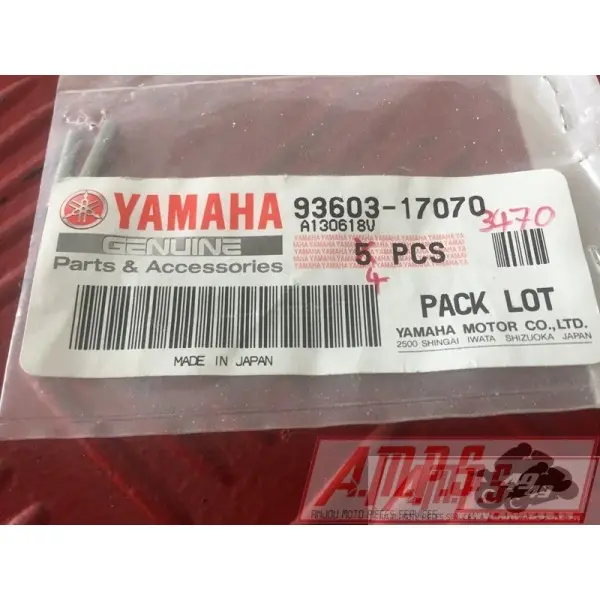 YAMAHA 93603-17070
A130618V 3470
GENUINE 5 PCS
Parts & Accessories 4
PACK LOT
YAMAHA MOTOR CO.,LTD.
2500 SHINGAI IWATA SHIZUOKA JAPAN
MADE IN JAPAN
A.M.P.S 49